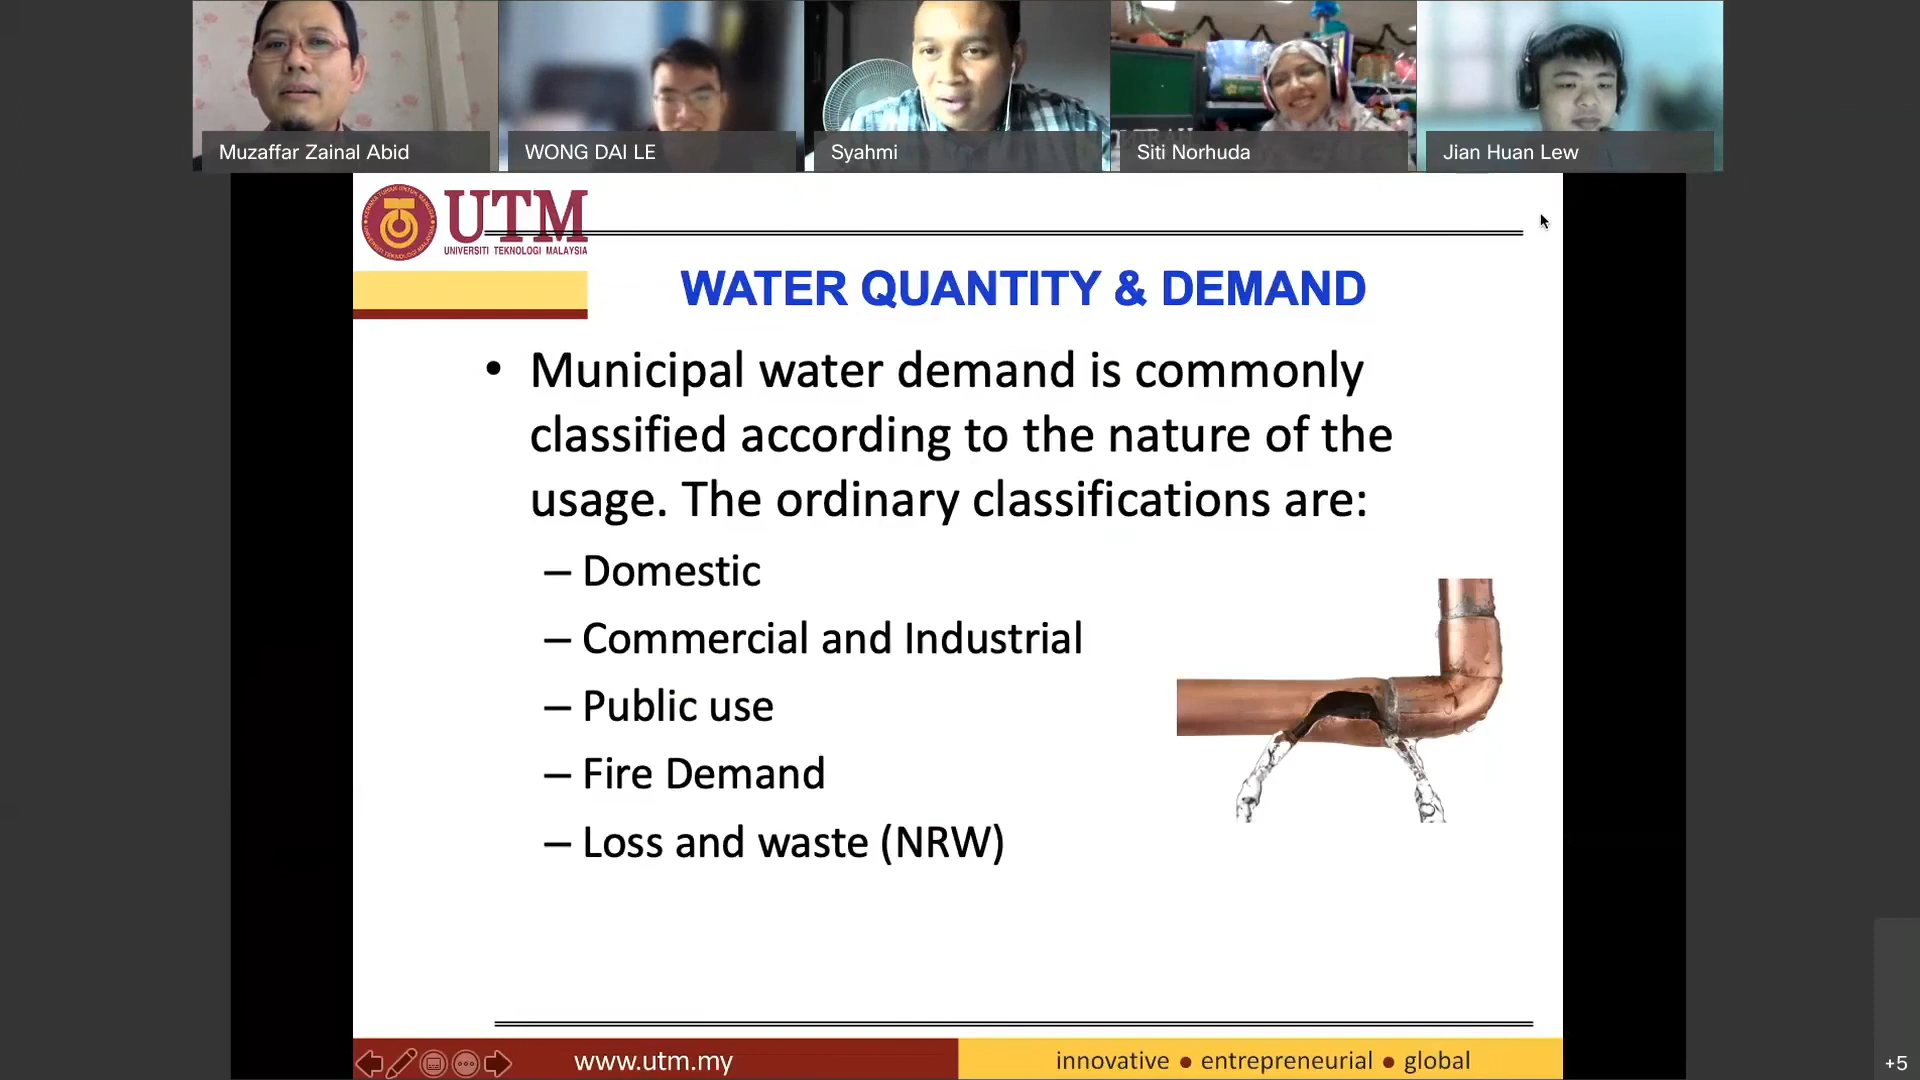 Muzaffar Zainal Abid
WONG DAI LE
Syahmi
Siti Norhuda
Jian Huan Lew
UTM
UNIVERSITI TEKNOLOGI MALAYSIA
WATER QUANTITY & DEMAND
• Municipal water demand is commonly
classified according to the nature of the
usage. The ordinary classifications are:
– Domestic
– Commercial and Industrial
– Public use
– Fire Demand
– Loss and waste (NRW)
www.utm.my
innovative ● entrepreneurial ● global
+5